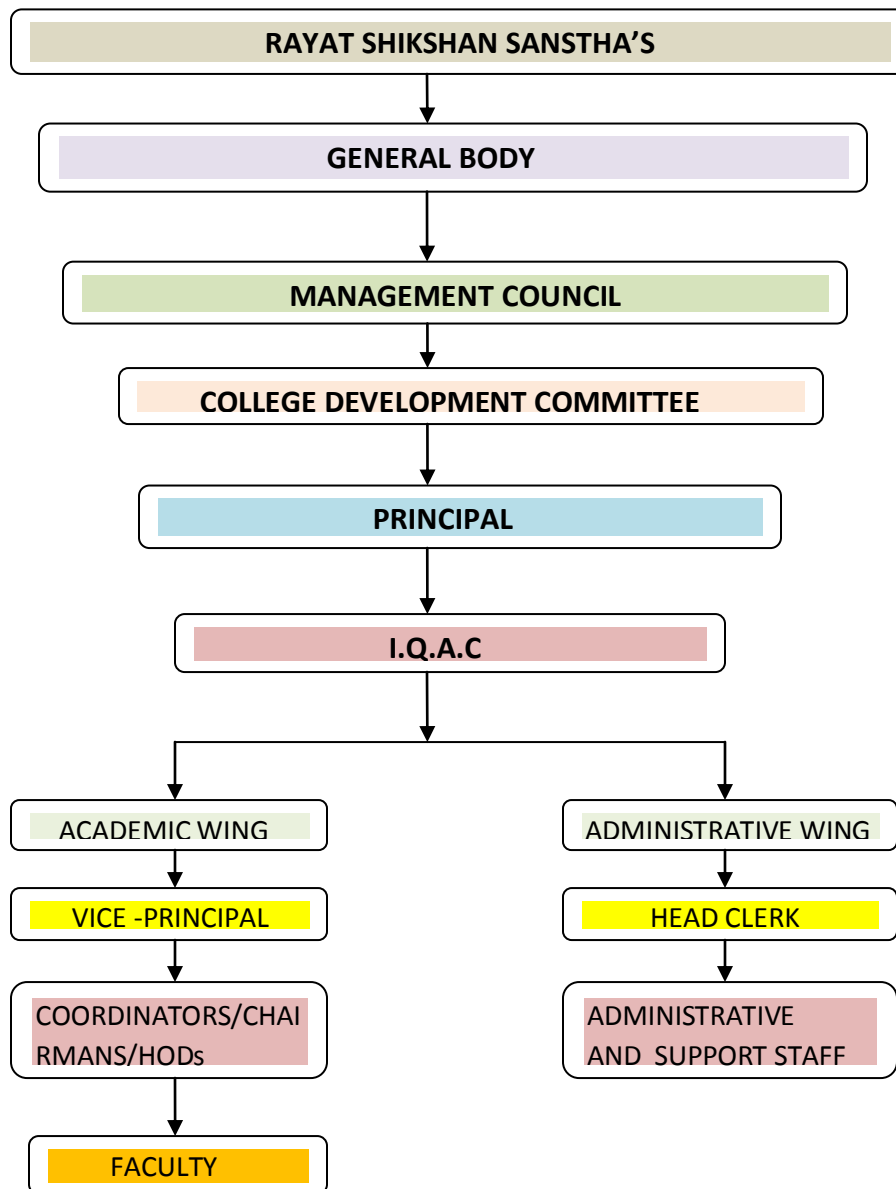 RAYAT SHIKSHAN SANSTHA’S
GENERAL BODY
MANAGEMENT COUNCIL
COLLEGE DEVELOPMENT COMMITTEE
PRINCIPAL
I.Q.A.C
ACADEMIC WING
ADMINISTRATIVE WING
VICE -PRINCIPAL
HEAD CLERK
COORDINATORS/CHAI
RMANS/HODs
ADMINISTRATIVE
AND SUPPORT STAFF
FACULTY